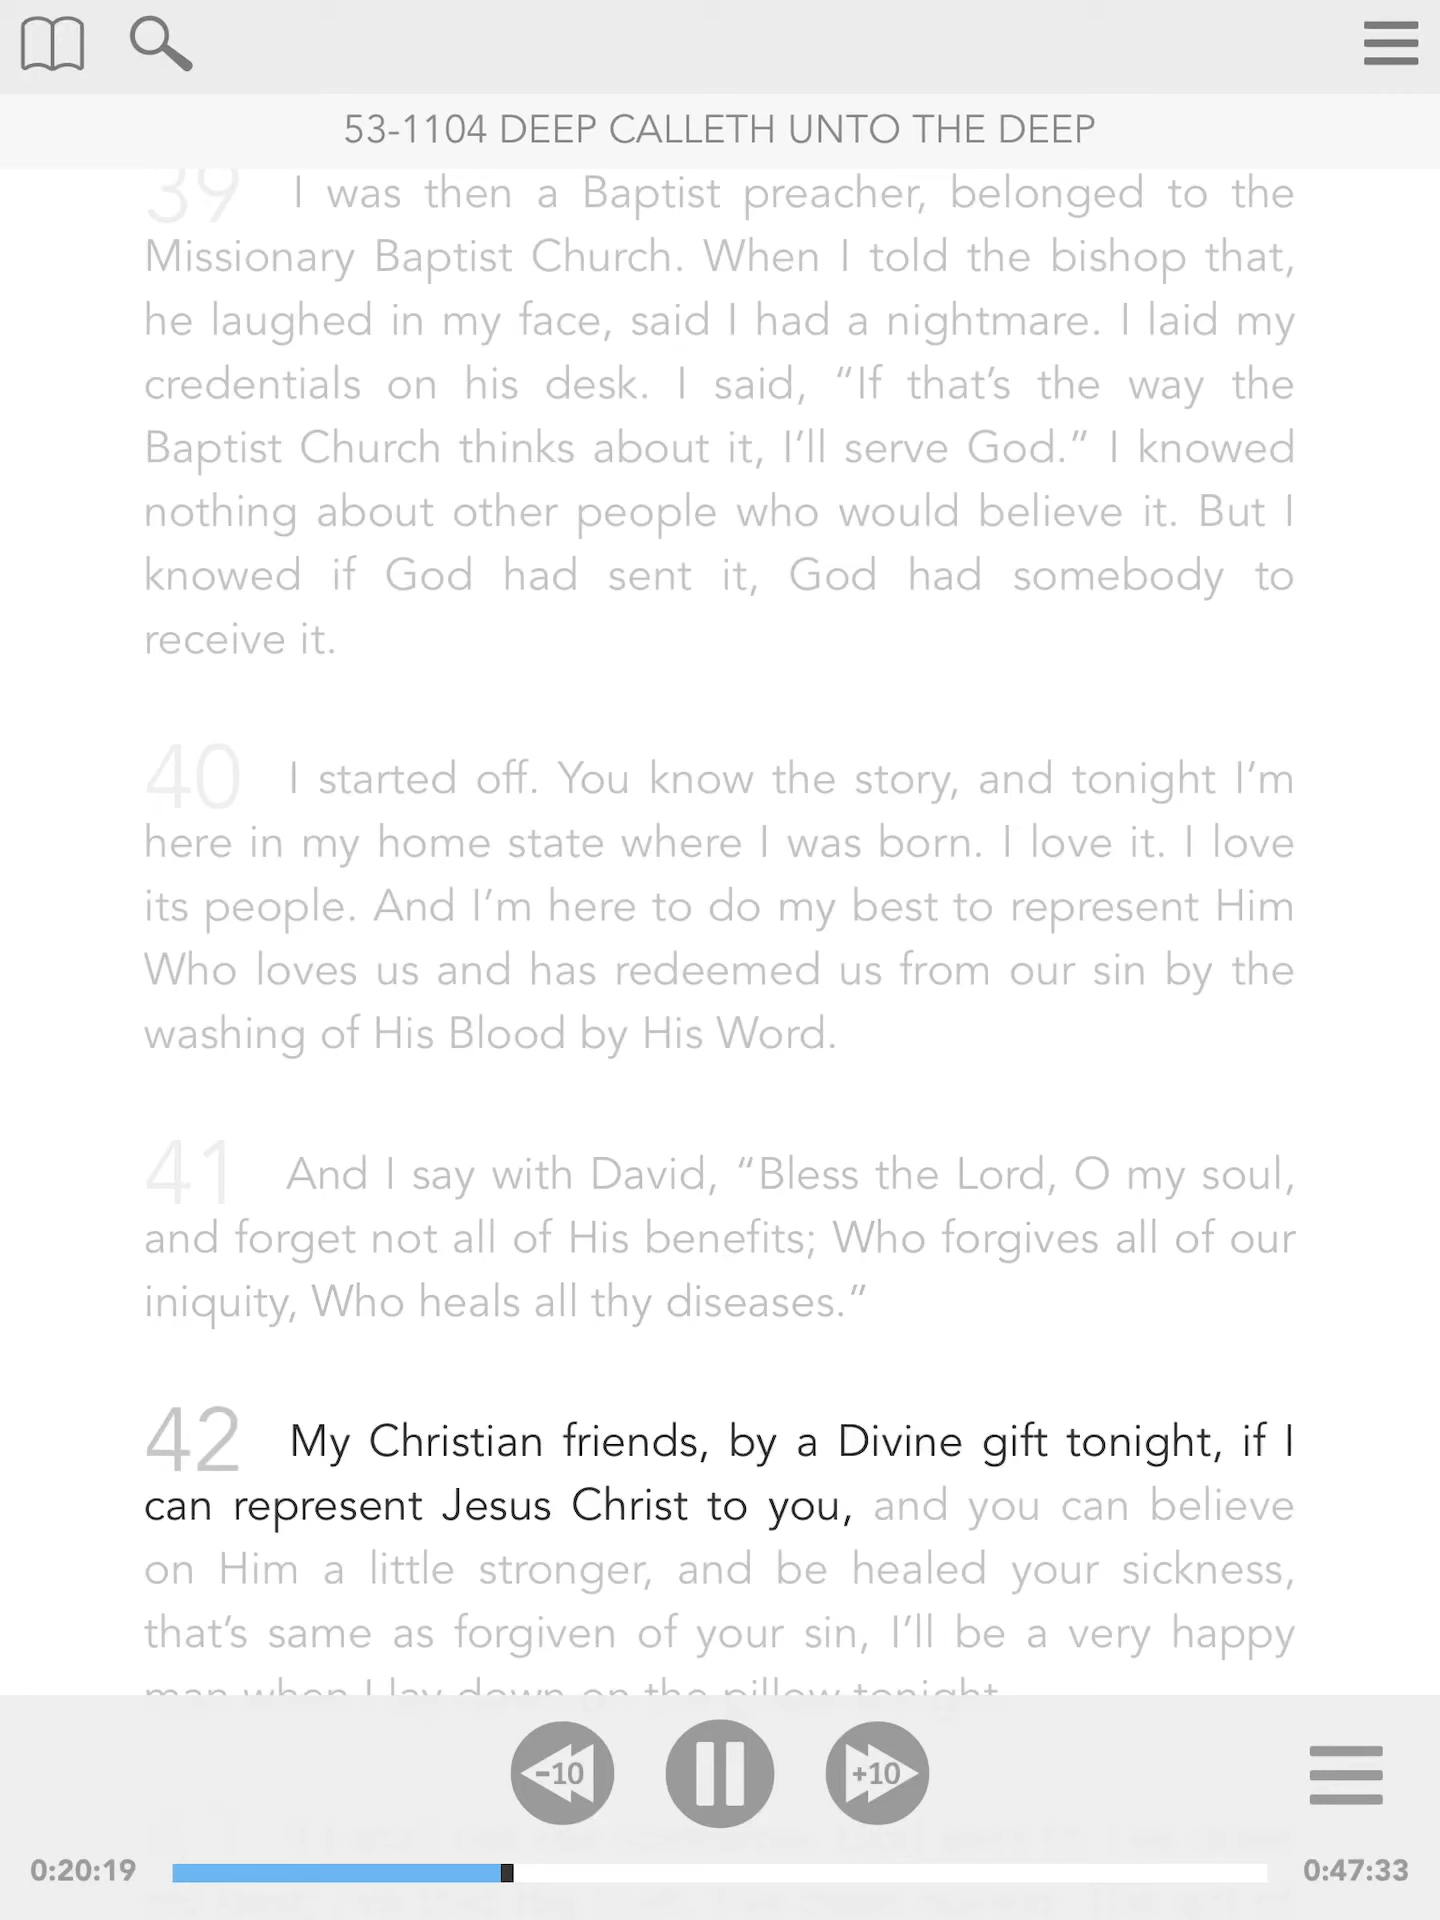 53-1104 DEEP CALLETH UNTO THE DEEP
39 I was then a Baptist preacher, belonged to the
Missionary Baptist Church. When I told the bishop that,
he laughed in my face, said I had a nightmare. I laid my
credentials on his desk. I said, “If that’s the way the
Baptist Church thinks about it, I’ll serve God.” I knowed
nothing about other people who would believe it. But I
knowed if God had sent it, God had somebody to
receive it.
40 I started off. You know the story, and tonight I’m
here in my home state where I was born. I love it. I love
its people. And I’m here to do my best to represent Him
Who loves us and has redeemed us from our sin by the
washing of His Blood by His Word.
41 And I say with David, “Bless the Lord, O my soul,
and forget not all of His benefits; Who forgives all of our
iniquity, Who heals all thy diseases.”
42 My Christian friends, by a Divine gift tonight, if I
can represent Jesus Christ to you, and you can believe
on Him a little stronger, and be healed your sickness,
that’s same as forgiven of your sin, I’ll be a very happy
man when I lay down on the pillow tonight.
-10 +10
0:20:19 0:47:33